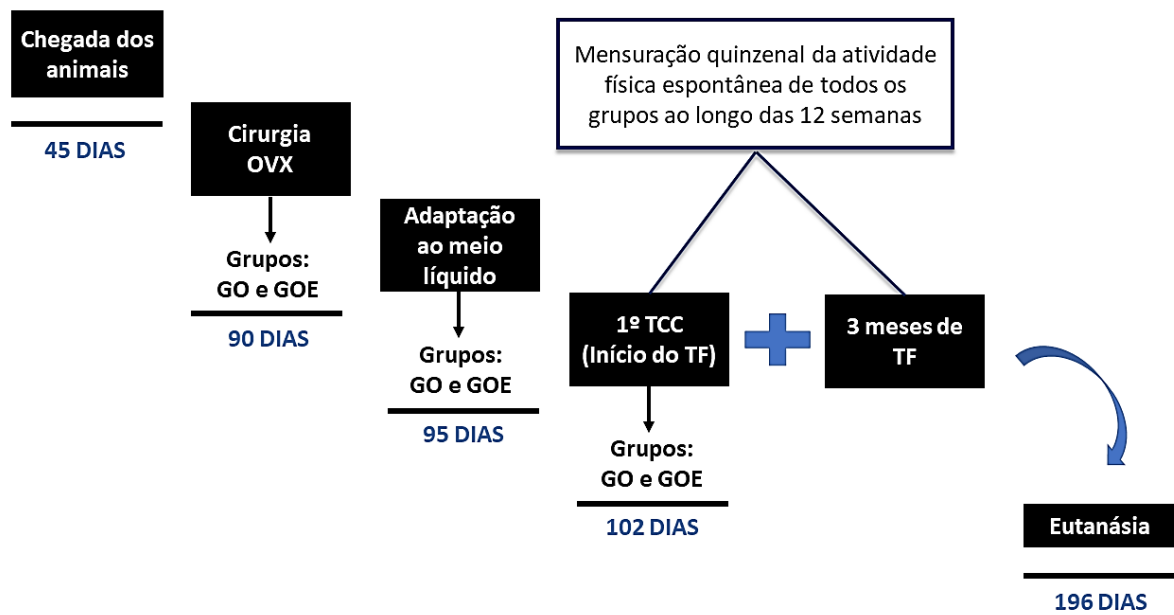 Chegada dos
animais
45 DIAS
Cirurgia
OVX
Grupos:
GO e GOE
90 DIAS
Adaptação
ao meio
líquido
Grupos:
GO e GOE
95 DIAS
Mensuração quinzenal da atividade
física espontânea de todos os
grupos ao longo das 12 semanas
1º TCC
(Início do TF)
Grupos:
GO e GOE
102 DIAS
3 meses de
TF
Eutanásia
196 DIAS